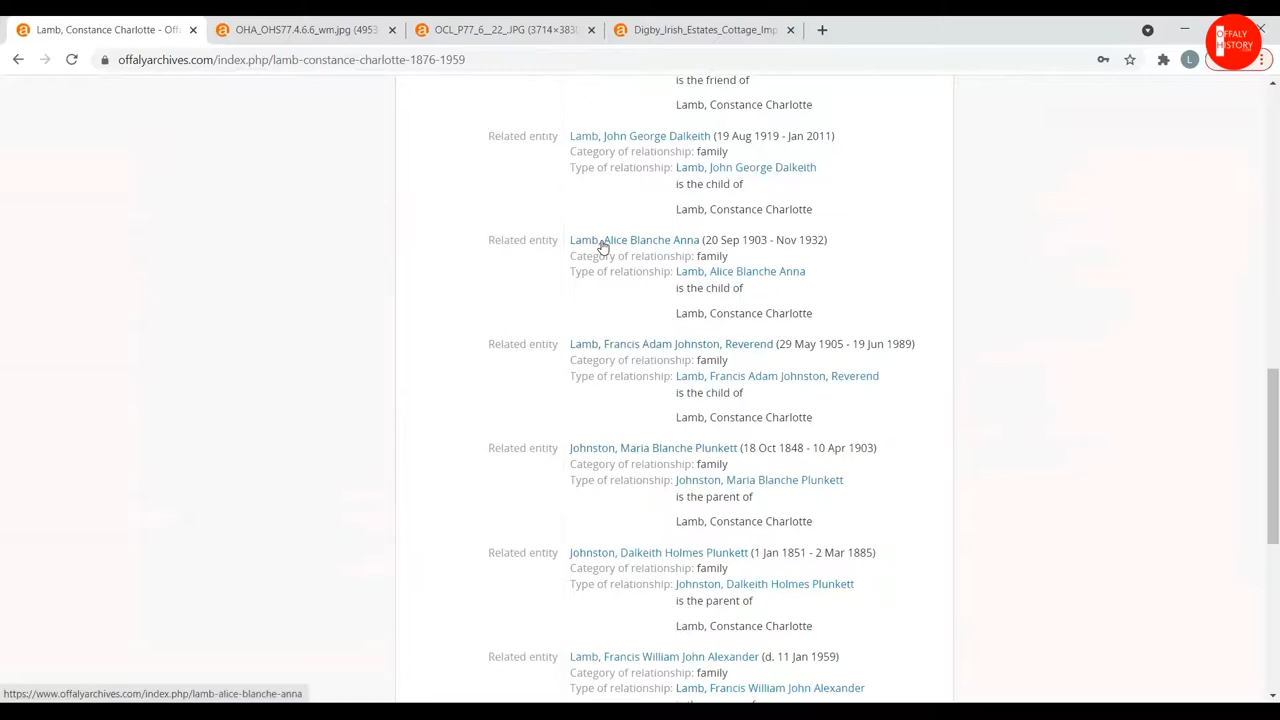 Lamb, Constance Charlotte - Offa
OHA_OHS77.4.6.6_wm.jpg (4953
OCL_P77_6__22_.JPG (3714×383
Digby_Irish_Estates_Cottage_Imp
OFFALY
HISTORY
offalyarchives.com/index.php/lamb-constance-charlotte-1876-1959
L
is the friend of
Lamb, Constance Charlotte
Related entity Lamb, John George Dalkeith (19 Aug 1919 - Jan 2011)
Category of relationship: family
Type of relationship: Lamb, John George Dalkeith
is the child of
Lamb, Constance Charlotte
Related entity Lamb, Alice Blanche Anna (20 Sep 1903 - Nov 1932)
Category of relationship: family
Type of relationship: Lamb, Alice Blanche Anna
is the child of
Lamb, Constance Charlotte
Related entity Lamb, Francis Adam Johnston, Reverend (29 May 1905 - 19 Jun 1989)
Category of relationship: family
Type of relationship: Lamb, Francis Adam Johnston, Reverend
is the child of
Lamb, Constance Charlotte
Related entity Johnston, Maria Blanche Plunkett (18 Oct 1848 - 10 Apr 1903)
Category of relationship: family
Type of relationship: Johnston, Maria Blanche Plunkett
is the parent of
Lamb, Constance Charlotte
Related entity Johnston, Dalkeith Holmes Plunkett (1 Jan 1851 - 2 Mar 1885)
Category of relationship: family
Type of relationship: Johnston, Dalkeith Holmes Plunkett
is the parent of
Lamb, Constance Charlotte
Related entity Lamb, Francis William John Alexander (d. 11 Jan 1959)
Category of relationship: family
Type of relationship: Lamb, Francis William John Alexander
https://www.offalyarchives.com/index.php/lamb-alice-blanche-anna